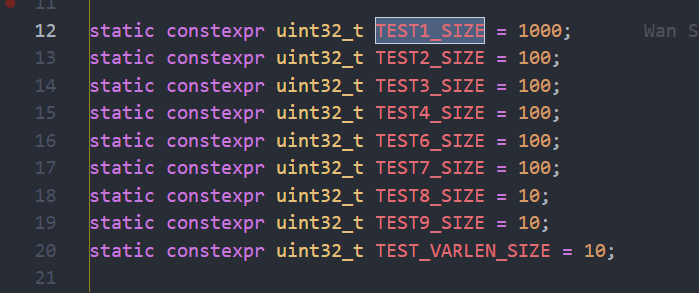 11
12 static constexpr uint32_t TEST1_SIZE = 1000; Wan S
13 static constexpr uint32_t TEST2_SIZE = 100;
14 static constexpr uint32_t TEST3_SIZE = 100;
15 static constexpr uint32_t TEST4_SIZE = 100;
16 static constexpr uint32_t TEST6_SIZE = 100;
17 static constexpr uint32_t TEST7_SIZE = 100;
18 static constexpr uint32_t TEST8_SIZE = 10;
19 static constexpr uint32_t TEST9_SIZE = 10;
20 static constexpr uint32_t TEST_VARLEN_SIZE = 10;
21